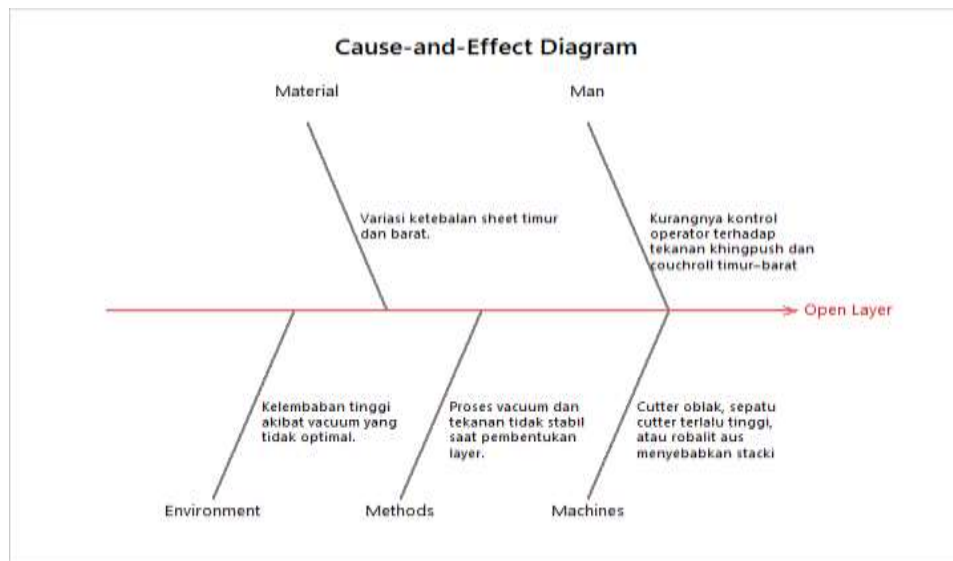 Cause-and-Effect Diagram
Material
Man
Variasi ketebalan sheet timur
dan barat.
Kurangnya kontrol
operator terhadap
tekanan khingpush dan
couchroll timur-barat
Open Layer
Kelembaban tinggi
akibat vacuum yang
tidak optimal.
Proses vacuum dan
tekanan tidak stabil
saat pembentukan
layer.
Cutter oblak, sepatu
cutter terlalu tinggi,
atau robalit aus
menyebabkan stacki
Environment
Methods
Machines